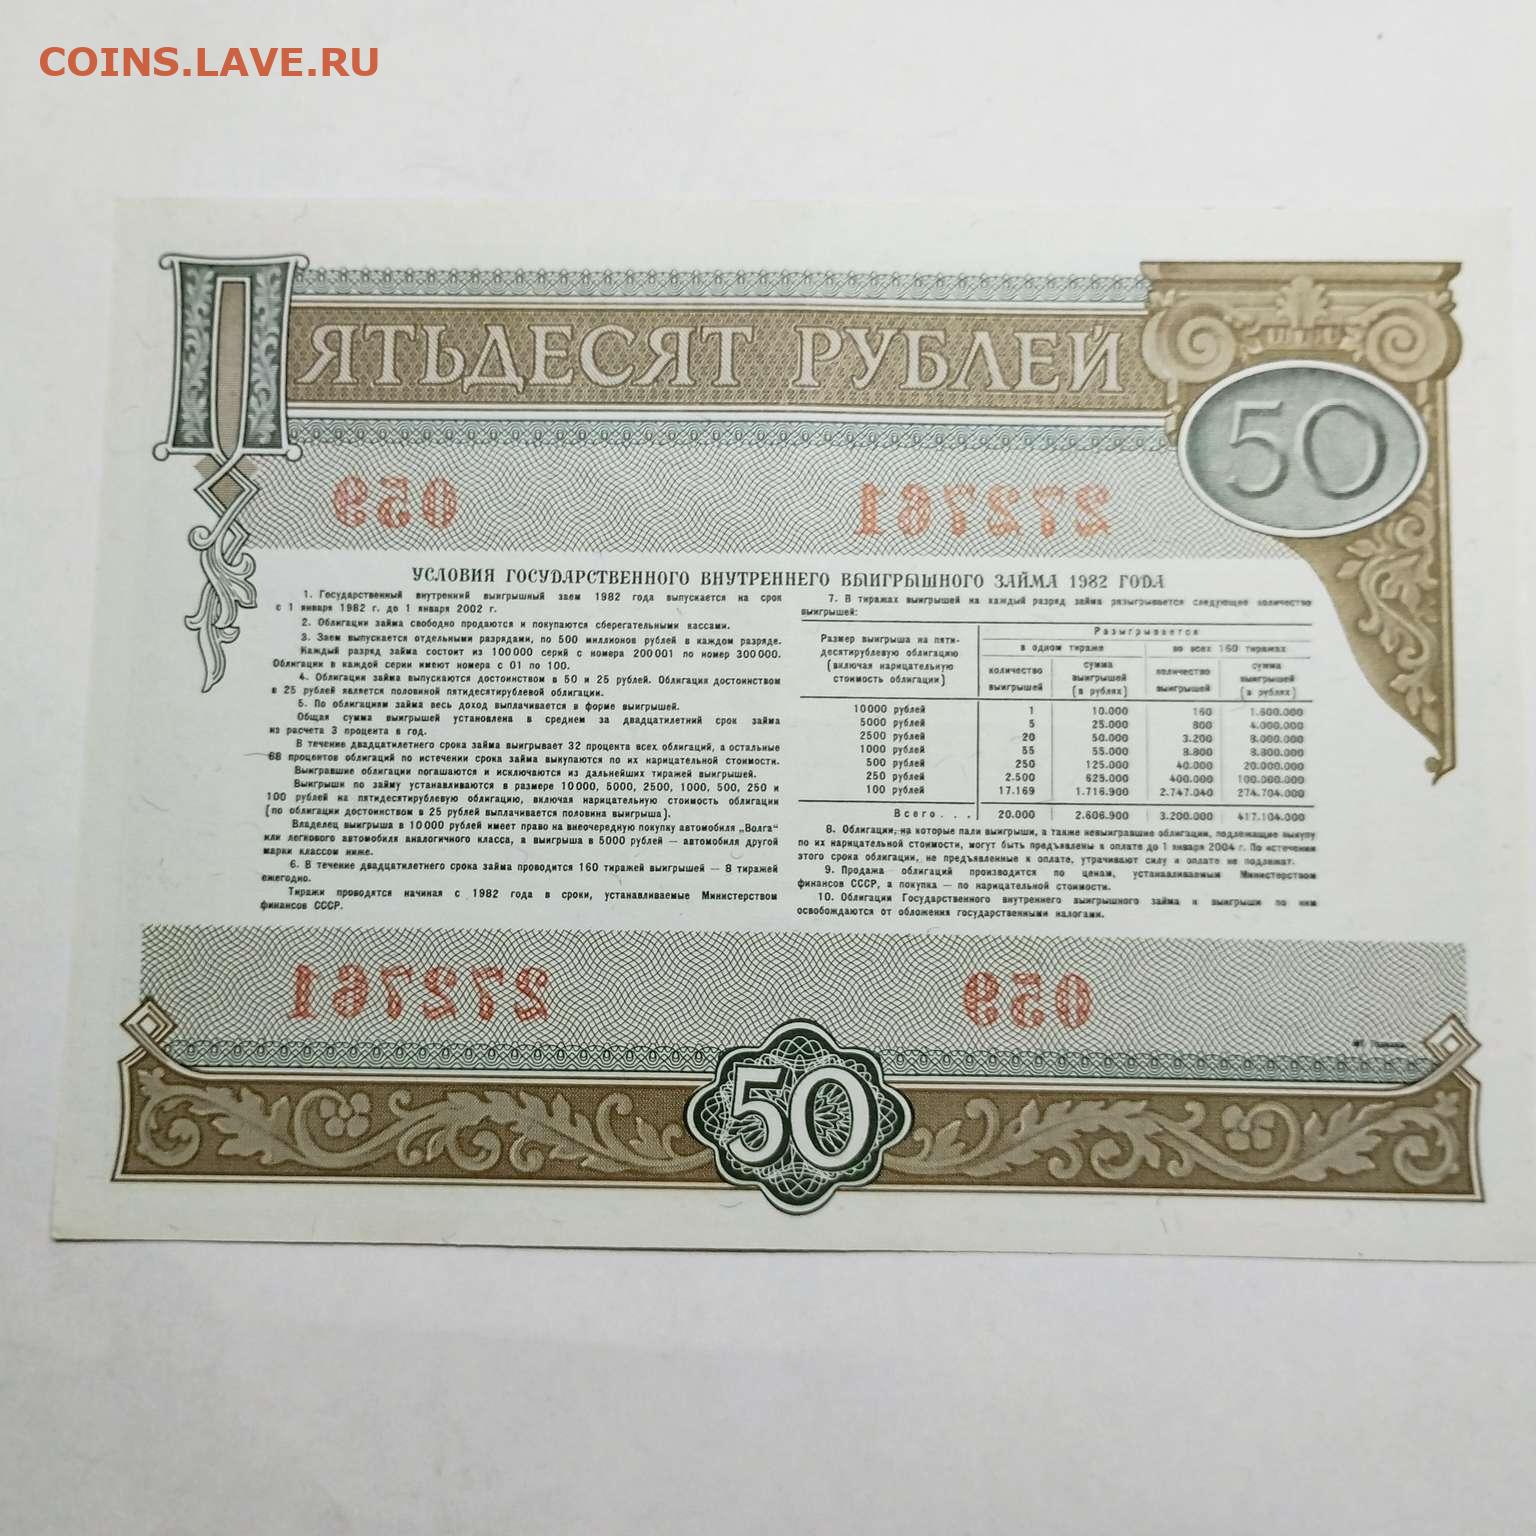 COINS.LAVE.RU
ПЯТЬДЕСЯТ РУБЛЕЙ
50
059 272761
УСЛОВИЯ ГОСУДАРСТВЕННОГО ВНУТРЕННЕГО ВЫИГРЫШНОГО ЗАЙМА 1982 ГОДА
1. Государственный внутренний выигрышный заем 1982 года выпускается на срок
с 1 января 1982 г. до 1 января 2002 г.
2. Облигации займа свободно продаются и покупаются сберегательными кассами.
3. Заем выпускается отдельными разрядами, по 500 миллионов рублей в каждом разряде.
Каждый разряд займа состоит из 100000 серий с номера 200001 по номер 300000.
Облигации в каждой серии имеют номера с 01 по 100.
4. Облигации займа выпускаются достоинством в 50 и 25 рублей. Облигация достоинством
в 25 рублей является половиной пятидесятирублевой облигации.
5. По облигациям займа весь доход выплачивается в форме выигрышей.
Общая сумма выигрышей установлена в среднем за двадцатилетний срок займа
из расчета 3 процента в год.
В течение двадцатилетнего срока займа выигрывает 32 процента всех облигаций, а остальные
68 процентов облигаций по истечении срока займа выкупаются по их нарицательной стоимости.
Выигравшие облигации погашаются и исключаются из дальнейших тиражей выигрышей.
Выигрыши по займу устанавливаются в размере 10000, 5000, 2500, 1000, 500, 250 и
100 рублей на пятидесятирублевую облигацию, включая нарицательную стоимость облигации
(по облигации достоинством в 25 рублей выплачивается половина выигрыша).
Владелец выигрыша в 10000 рублей имеет право на внеочередную покупку автомобиля „Волга“
или легкового автомобиля аналогичного класса, а выигрыша в 5000 рублей — автомобиля другой
марки классом ниже.
6. В течение двадцатилетнего срока займа проводится 160 тиражей выигрышей — 8 тиражей
ежегодно.
Тиражи проводятся начиная с 1982 года в сроки, устанавливаемые Министерством
финансов СССР.
7. В тиражах выигрышей на каждый разряд займа разыгрывается следующее количество
выигрышей:
Размер выигрыша на пяти-
десятирублевую облигацию
(включая нарицательную
стоимость облигации)
Разыгрывается
в одном тираже во всех 160 тиражах
количество выигрышей
сумма выигрышей (в рублях)
количество выигрышей
сумма выигрышей (в рублях)
10000 рублей 1 10.000 160 1.600.000
5000 рублей 5 25.000 800 4.000.000
2500 рублей 20 50.000 3.200 8.000.000
1000 рублей 55 55.000 8.800 8.800.000
500 рублей 250 125.000 40.000 20.000.000
250 рублей 2.500 625.000 400.000 100.000.000
100 рублей 17.169 1.716.900 2.747.040 274.704.000
Всего... 20.000 2.606.900 3.200.000 417.104.000
8. Облигации, на которые пали выигрыши, а также невыигравшие облигации, подлежащие выкупу
по их нарицательной стоимости, могут быть предъявлены к оплате до 1 января 2004 г. По истечении
этого срока облигации, не предъявленные к оплате, утрачивают силу и оплате не подлежат.
9. Продажа облигаций производится по ценам, устанавливаемым Министерством
финансов СССР, а покупка — по нарицательной стоимости.
10. Облигации Государственного внутреннего выигрышного займа и выигрыши по ним
освобождаются от обложения государственными налогами.
272761 059
50